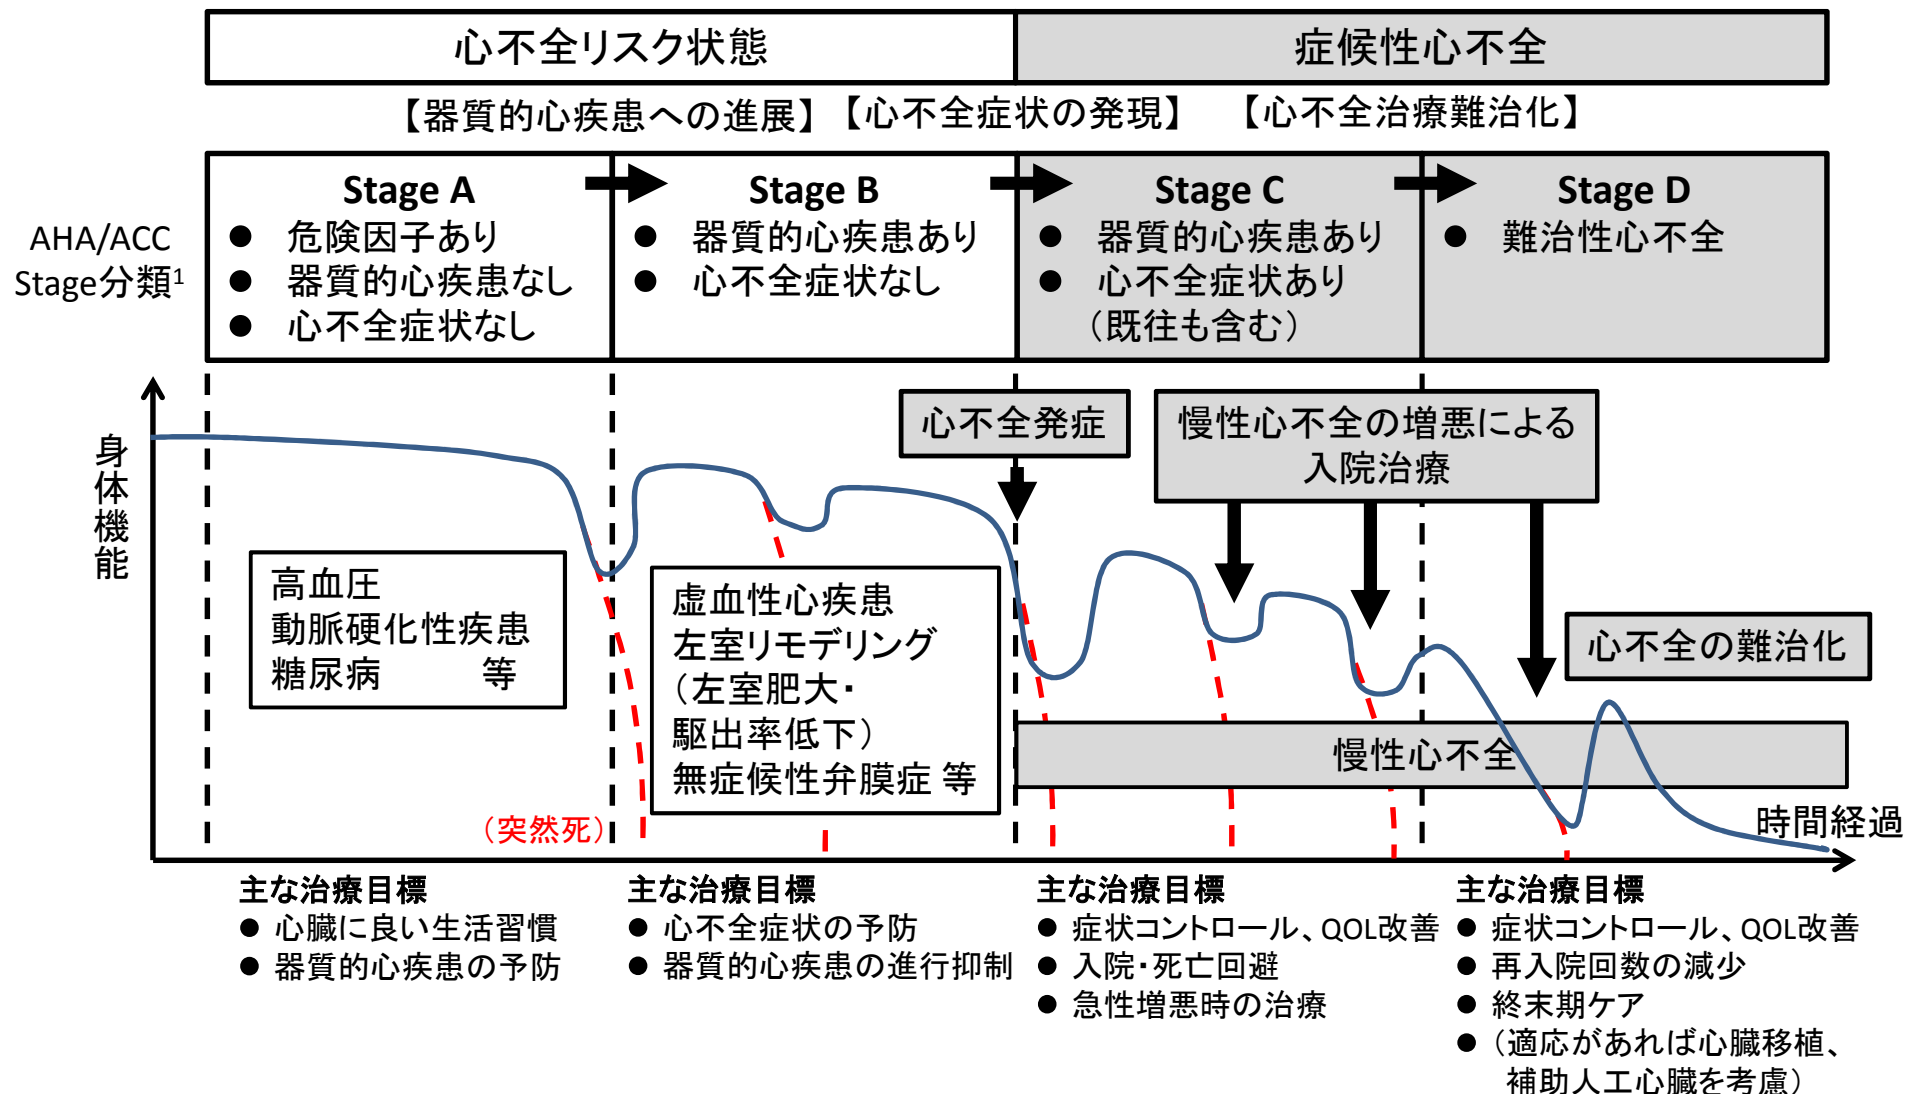 心不全リスク状態
症候性心不全
【器質的心疾患への進展】
【心不全症状の発現】
【心不全治療難治化】
AHA/ACC
Stage分類1
Stage A
● 危険因子あり
● 器質的心疾患なし
● 心不全症状なし
Stage B
● 器質的心疾患あり
● 心不全症状なし
Stage C
● 器質的心疾患あり
● 心不全症状あり
（既往も含む）
Stage D
● 難治性心不全
身体機能
心不全発症
慢性心不全の増悪による
入院治療
高血圧
動脈硬化性疾患
糖尿病 等
虚血性心疾患
左室リモデリング
（左室肥大・
駆出率低下）
無症候性弁膜症 等
心不全の難治化
慢性心不全
（突然死）
時間経過
主な治療目標
● 心臓に良い生活習慣
● 器質的心疾患の予防
主な治療目標
● 心不全症状の予防
● 器質的心疾患の進行抑制
主な治療目標
● 症状コントロール、QOL改善
● 入院・死亡回避
● 急性増悪時の治療
主な治療目標
● 症状コントロール、QOL改善
● 再入院回数の減少
● 終末期ケア
● （適応があれば心臓移植、
補助人工心臓を考慮）